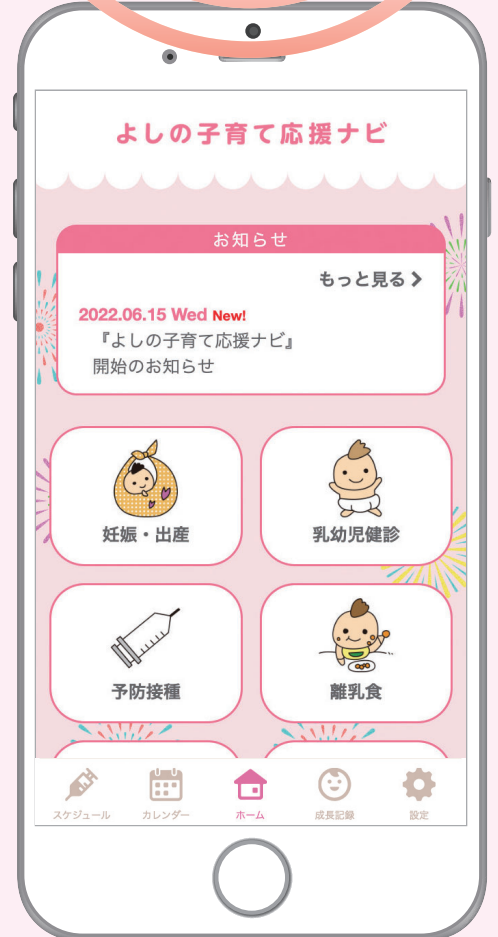 よしの子育て応援ナビ
お知らせ
もっと見る
2022.06.15 Wed New!
『よしの子育て応援ナビ』
開始のお知らせ
妊娠・出産
乳幼児健診
予防接種
離乳食
スケジュール
カレンダー
ホーム
成長記録
設定